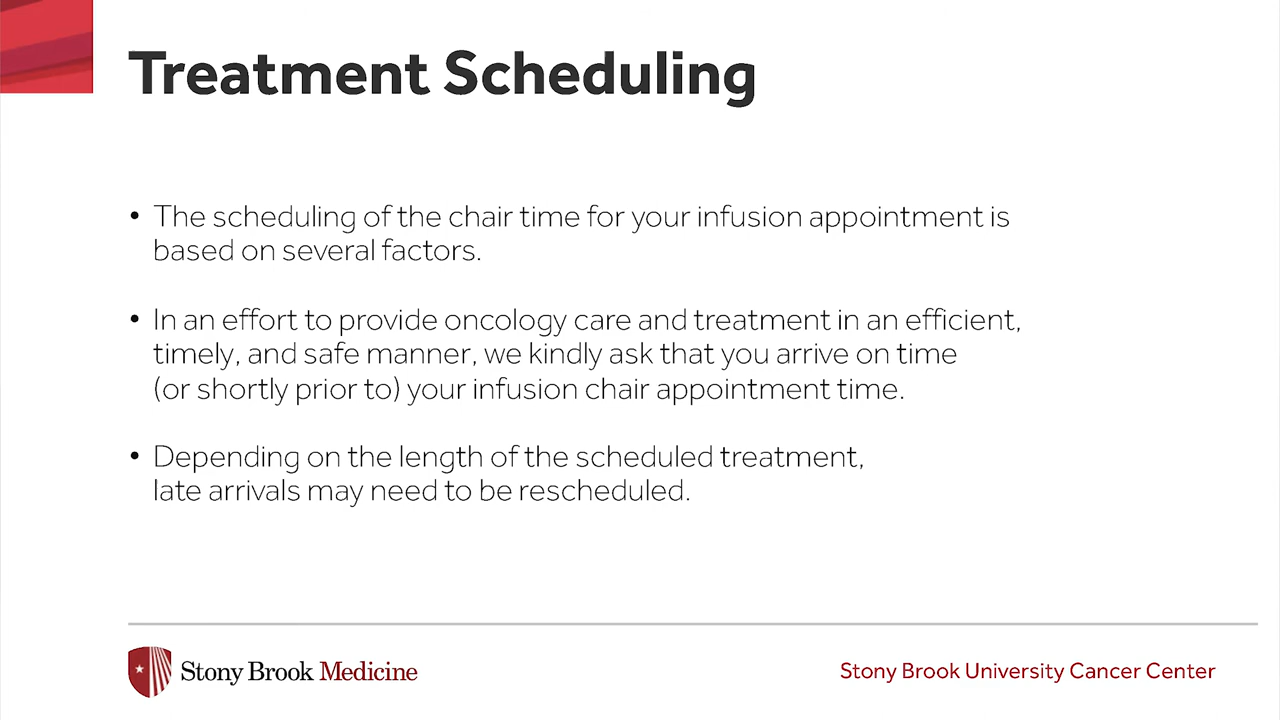 Treatment Scheduling
• The scheduling of the chair time for your infusion appointment is
based on several factors.
• In an effort to provide oncology care and treatment in an efficient,
timely, and safe manner, we kindly ask that you arrive on time
(or shortly prior to) your infusion chair appointment time.
• Depending on the length of the scheduled treatment,
late arrivals may need to be rescheduled.
Stony Brook Medicine
Stony Brook University Cancer Center